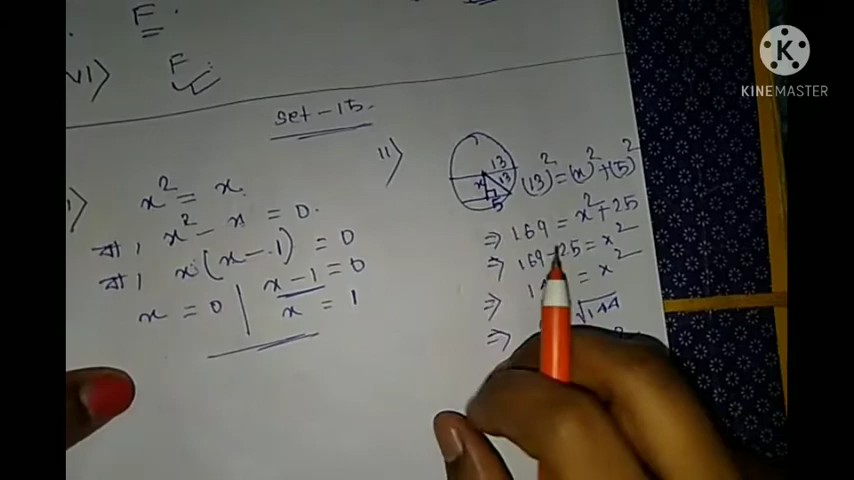 F.
VI)
F
set-15.
I)
x² = x
বা, x² - x = 0.
বা, x(x-1) = 0
x = 0 | x-1 = 0
x = 1
II)
13
13
x
5
(13)² = (x)² + (5)²
⇒ 169 = x² + 25
⇒ 169-25 = x²
⇒ = x²
⇒ √144
K
KINEMASTER